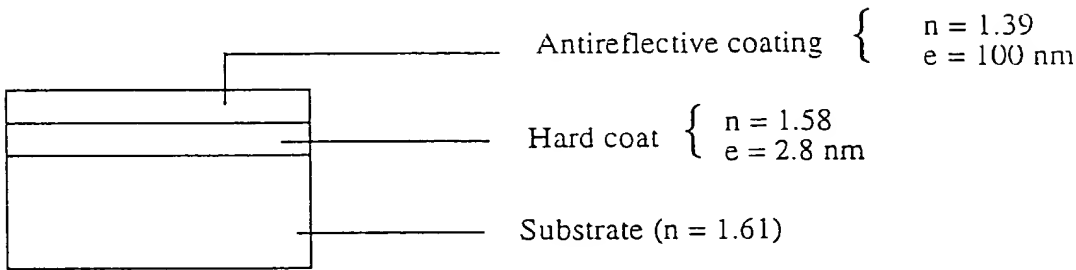 Antireflective coating { n = 1.39
e = 100 nm
Hard coat { n = 1.58
e = 2.8 nm
Substrate (n = 1.61)